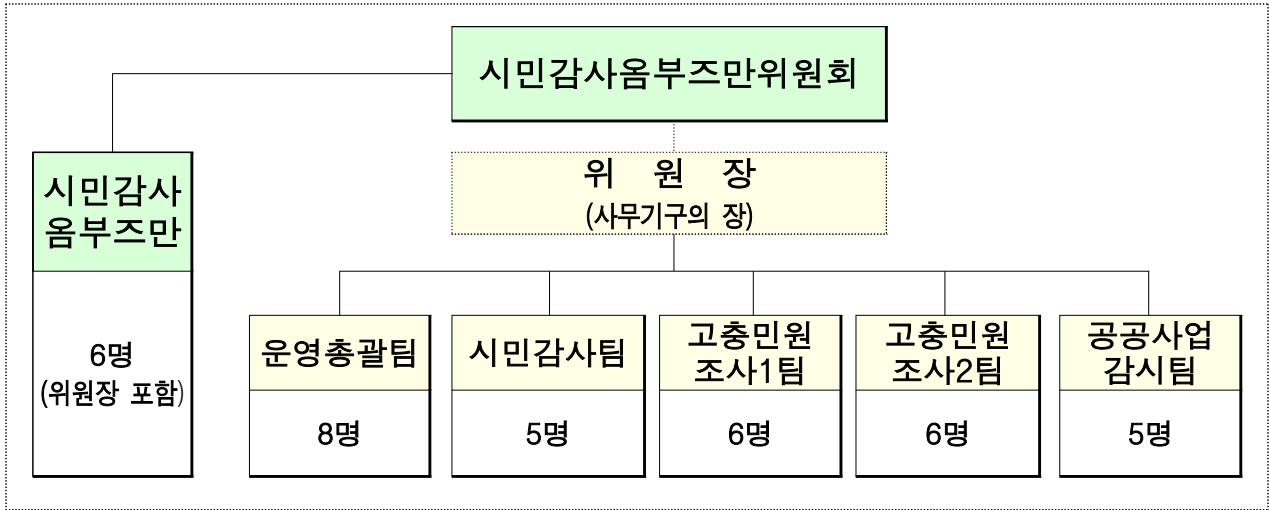 시민감사옴부즈만위원회
시민감사
옴부즈만
6명
(위원장 포함)
위 원 장
(사무기구의 장)
운영총괄팀
8명
시민감사팀
5명
고충민원
조사1팀
6명
고충민원
조사2팀
6명
공공사업
감시팀
5명